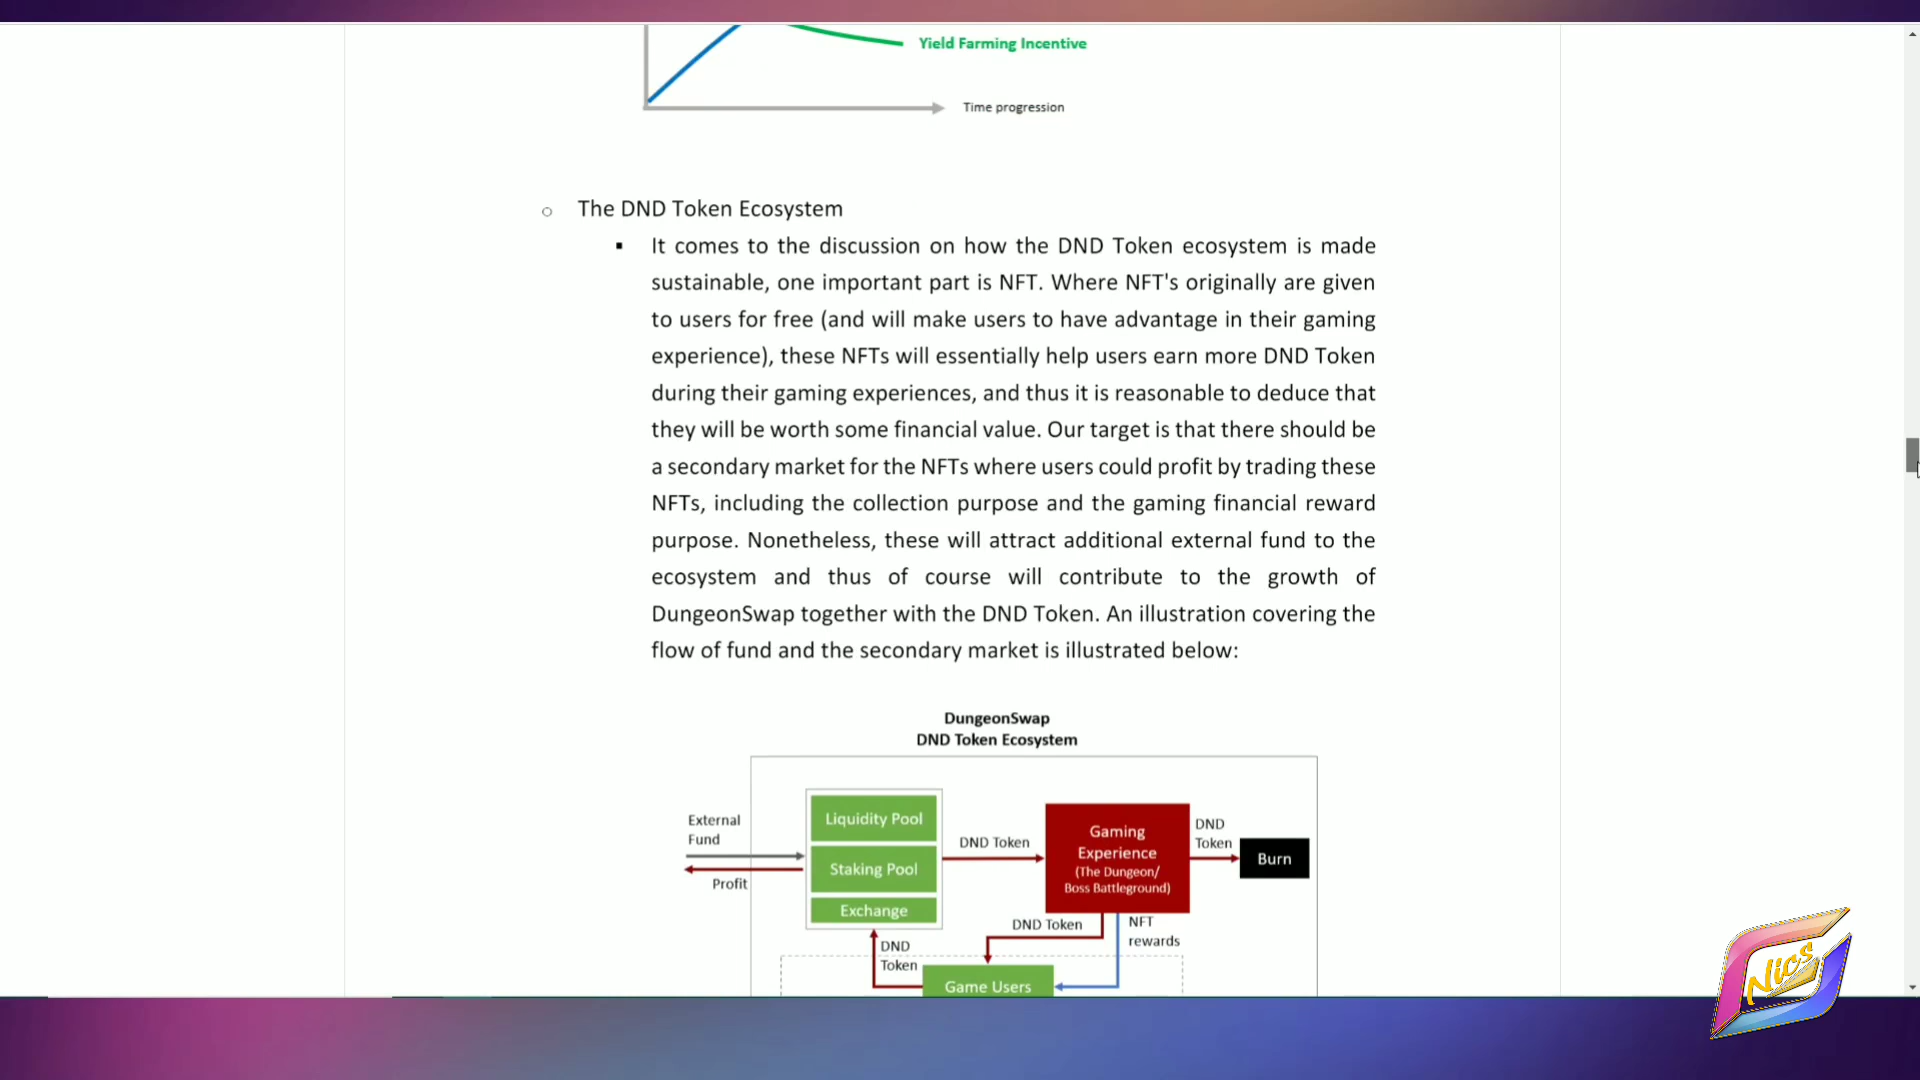 Yield Farming Incentive
Time progression
The DND Token Ecosystem
It comes to the discussion on how the DND Token ecosystem is made
sustainable, one important part is NFT. Where NFT's originally are given
to users for free (and will make users to have advantage in their gaming
experience), these NFTs will essentially help users earn more DND Token
during their gaming experiences, and thus it is reasonable to deduce that
they will be worth some financial value. Our target is that there should be
a secondary market for the NFTs where users could profit by trading these
NFTs, including the collection purpose and the gaming financial reward
purpose. Nonetheless, these will attract additional external fund to the
ecosystem and thus of course will contribute to the growth of
DungeonSwap together with the DND Token. An illustration covering the
flow of fund and the secondary market is illustrated below:
DungeonSwap
DND Token Ecosystem
External
Fund
Profit
Liquidity Pool
Staking Pool
Exchange
DND Token
Gaming
Experience
(The Dungeon/
Boss Battleground)
DND
Token
Burn
DND Token
NFT
rewards
DND
Token
Game Users
Nics